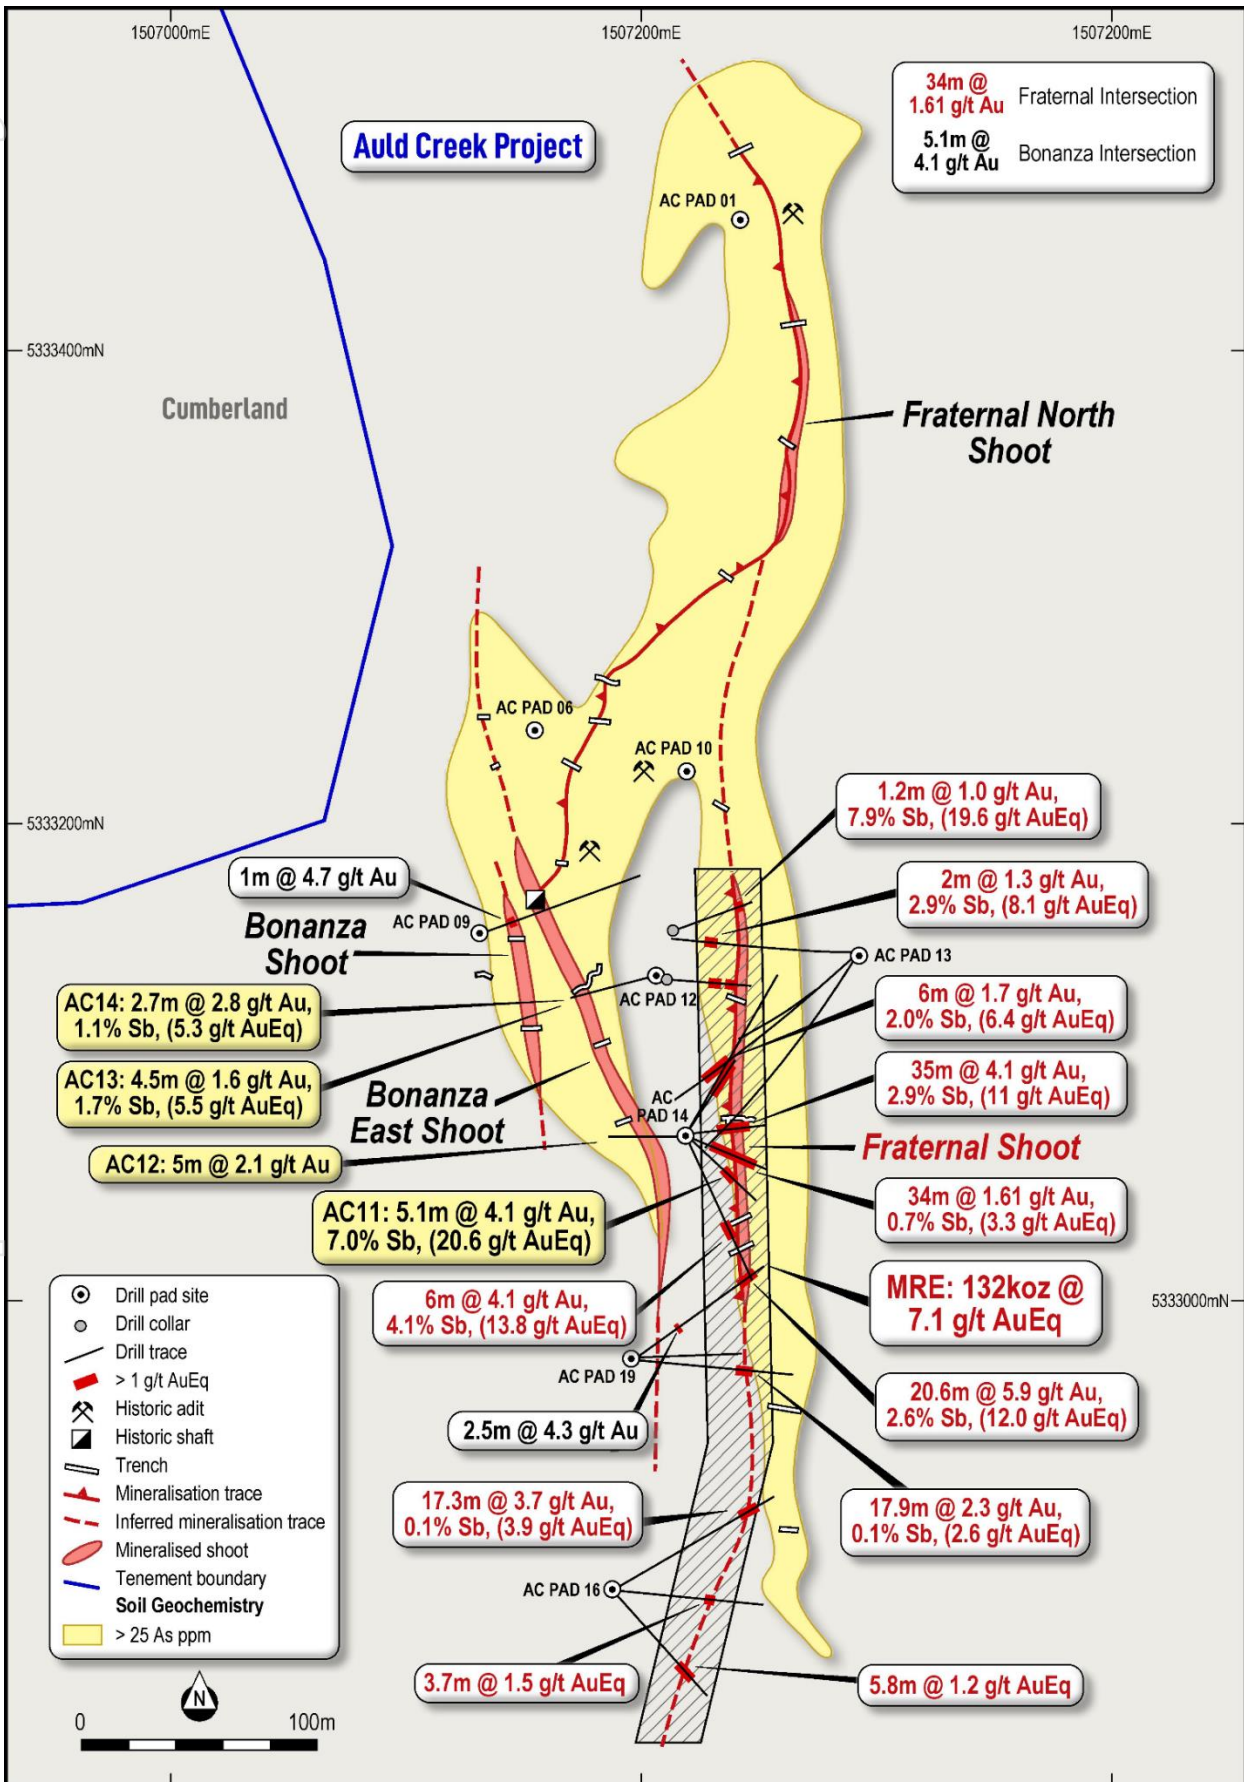 1507000mE
1507200mE
1507200mE
34m @
1.61 g/t Au
Fraternal Intersection
5.1m @
4.1 g/t Au
Bonanza Intersection
Auld Creek Project
AC PAD 01
5333400mN
Cumberland
Fraternal North
Shoot
AC PAD 06
AC PAD 10
5333200mN
1.2m @ 1.0 g/t Au,
7.9% Sb, (19.6 g/t AuEq)
1m @ 4.7 g/t Au
2m @ 1.3 g/t Au,
2.9% Sb, (8.1 g/t AuEq)
AC PAD 09
Bonanza
Shoot
AC PAD 13
AC14: 2.7m @ 2.8 g/t Au,
1.1% Sb, (5.3 g/t AuEq)
AC PAD 12
6m @ 1.7 g/t Au,
2.0% Sb, (6.4 g/t AuEq)
AC13: 4.5m @ 1.6 g/t Au,
1.7% Sb, (5.5 g/t AuEq)
35m @ 4.1 g/t Au,
2.9% Sb, (11 g/t AuEq)
Bonanza
East Shoot
AC
PAD 14
Fraternal Shoot
AC12: 5m @ 2.1 g/t Au
34m @ 1.61 g/t Au,
0.7% Sb, (3.3 g/t AuEq)
AC11: 5.1m @ 4.1 g/t Au,
7.0% Sb, (20.6 g/t AuEq)
MRE: 132koz @
7.1 g/t AuEq
5333000mN
6m @ 4.1 g/t Au,
4.1% Sb, (13.8 g/t AuEq)
AC PAD 19
20.6m @ 5.9 g/t Au,
2.6% Sb, (12.0 g/t AuEq)
2.5m @ 4.3 g/t Au
17.3m @ 3.7 g/t Au,
0.1% Sb, (3.9 g/t AuEq)
17.9m @ 2.3 g/t Au,
0.1% Sb, (2.6 g/t AuEq)
AC PAD 16
3.7m @ 1.5 g/t AuEq
5.8m @ 1.2 g/t AuEq
Drill pad site
Drill collar
Drill trace
> 1 g/t AuEq
Historic adit
Historic shaft
Trench
Mineralisation trace
Inferred mineralisation trace
Mineralised shoot
Tenement boundary
Soil Geochemistry
> 25 As ppm
N
0
100m